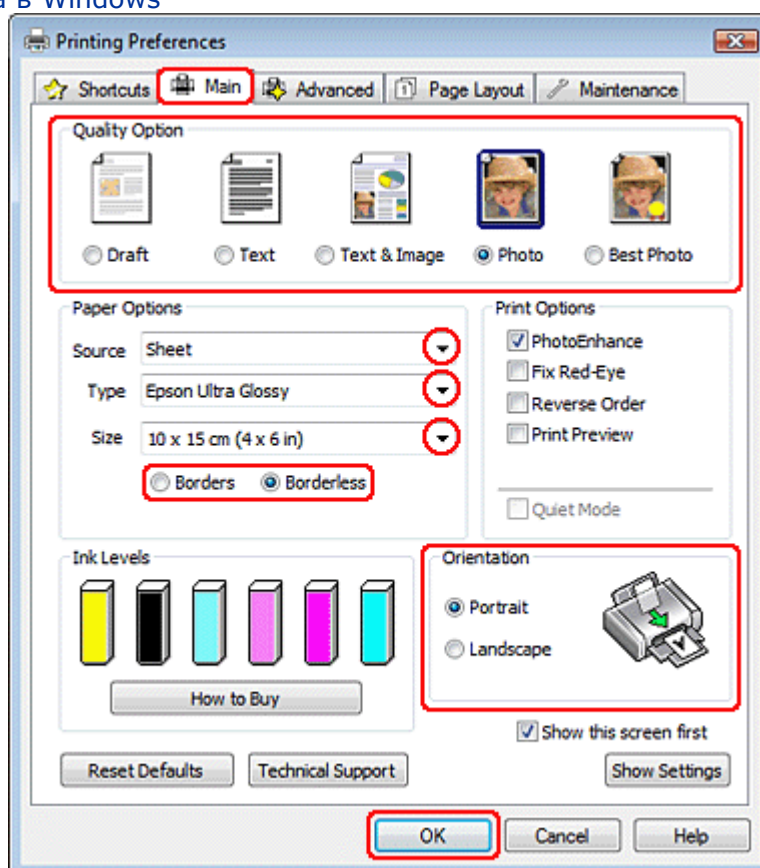 в Windows
Printing Preferences
Shortcuts Main Advanced Page Layout Maintenance
Quality Option
Draft Text Text & Image Photo Best Photo
Paper Options Print Options
Source Sheet PhotoEnhance
Fix Red-Eye
Type Epson Ultra Glossy
Reverse Order
Size 10 x 15 cm (4 x 6 in) Print Preview
Borders Borderless
Quiet Mode
Ink Levels Orientation
Portrait
Landscape
How to Buy
Show this screen first
Reset Defaults Technical Support Show Settings
OK Cancel Help